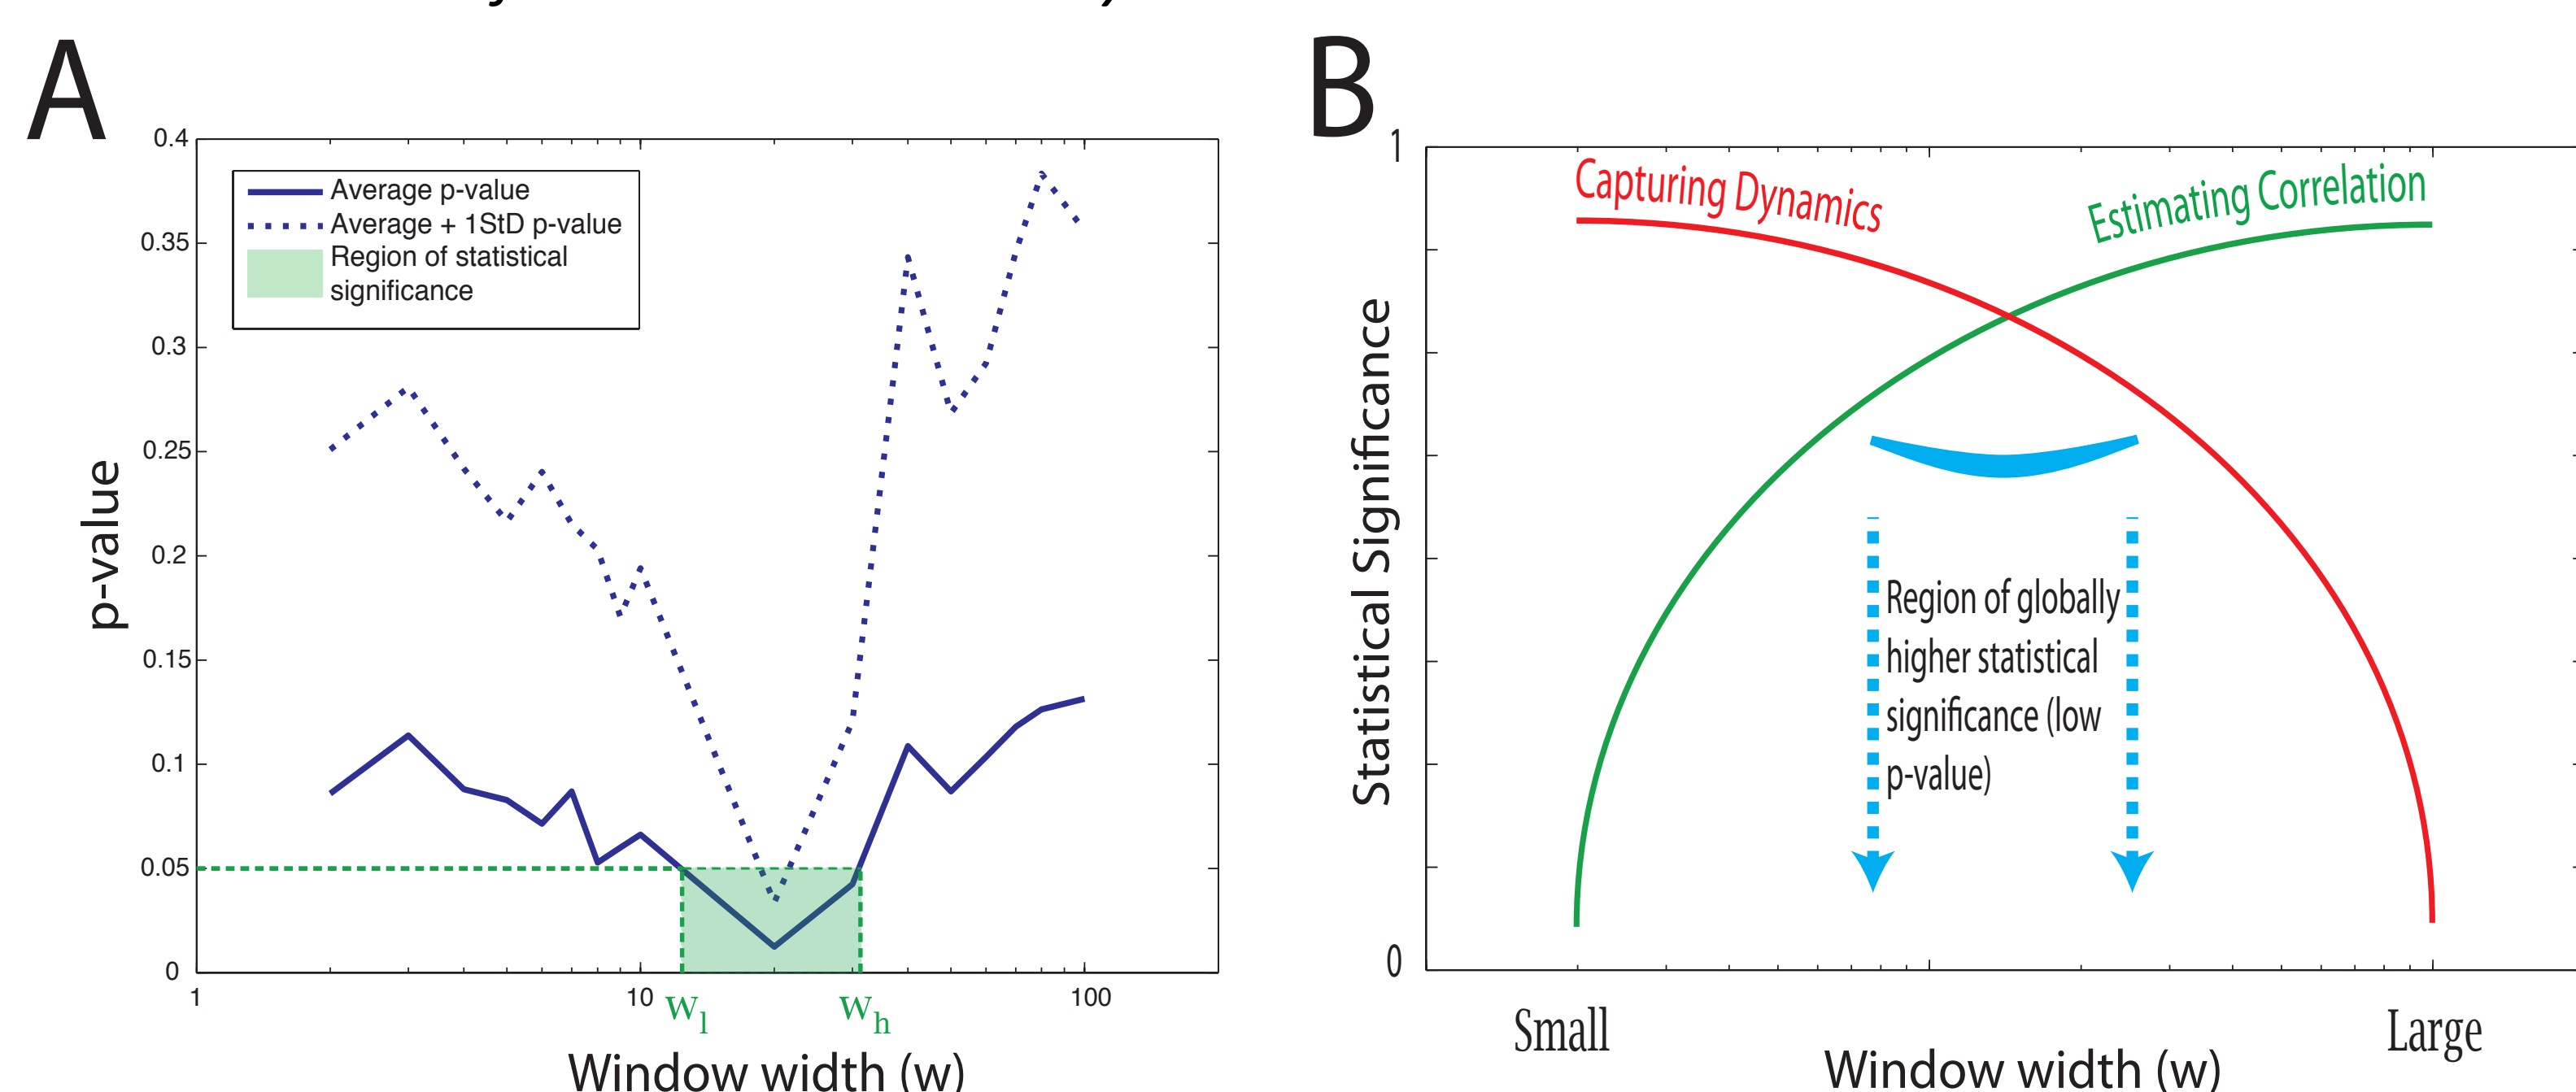 A
0.4
0.35
0.3
0.25
0.2
0.15
0.1
0.05
0
p-value
Average p-value
Average + 1StD p-value
Region of statistical
significance
1
10
100
wl
wh
Window width (w)
B
1
0
Statistical Significance
Capturing Dynamics
Estimating Correlation
Region of globally
higher statistical
significance (low
p-value)
Small
Large
Window width (w)